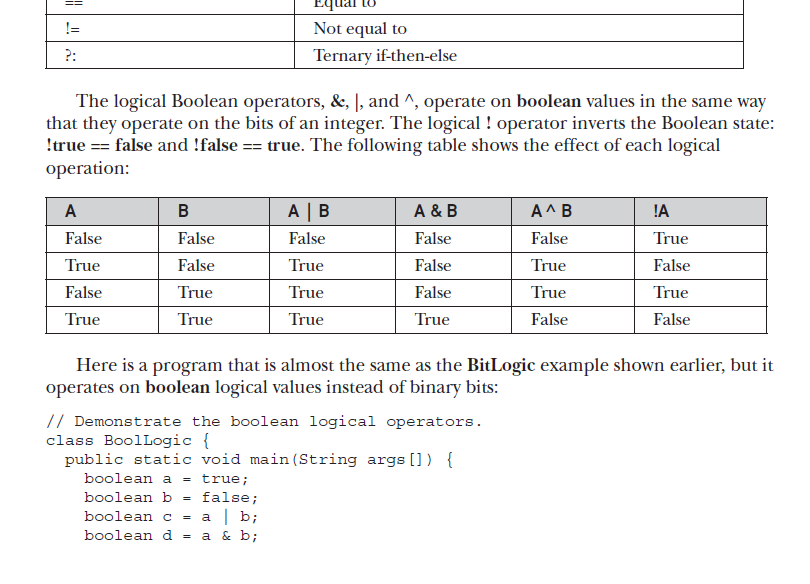 == Equal to
!= Not equal to
?: Ternary if-then-else
The logical Boolean operators, &, |, and ^, operate on boolean values in the same way
that they operate on the bits of an integer. The logical ! operator inverts the Boolean state:
!true == false and !false == true. The following table shows the effect of each logical
operation:
A B A | B A & B A ^ B !A
False False False False False True
True False True False True False
False True True False True True
True True True True False False
Here is a program that is almost the same as the BitLogic example shown earlier, but it
operates on boolean logical values instead of binary bits:
// Demonstrate the boolean logical operators.
class BoolLogic {
public static void main(String args[]) {
boolean a = true;
boolean b = false;
boolean c = a | b;
boolean d = a & b;